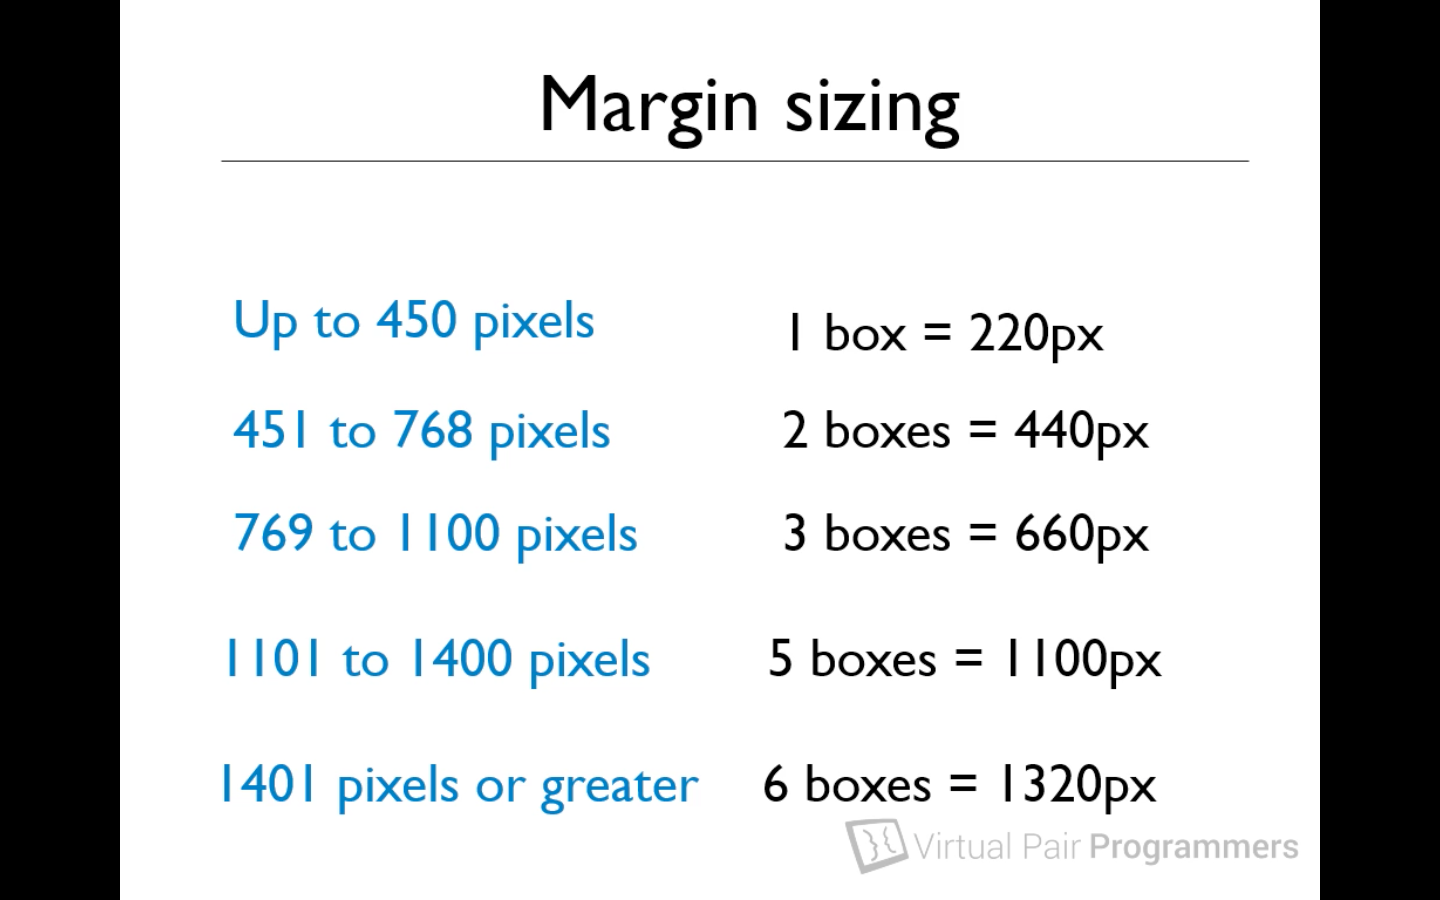 Margin sizing
Up to 450 pixels
1 box = 220px
451 to 768 pixels
2 boxes = 440px
769 to 1100 pixels
3 boxes = 660px
1101 to 1400 pixels
5 boxes = 1100px
1401 pixels or greater
6 boxes = 1320px
Virtual Pair Programmers